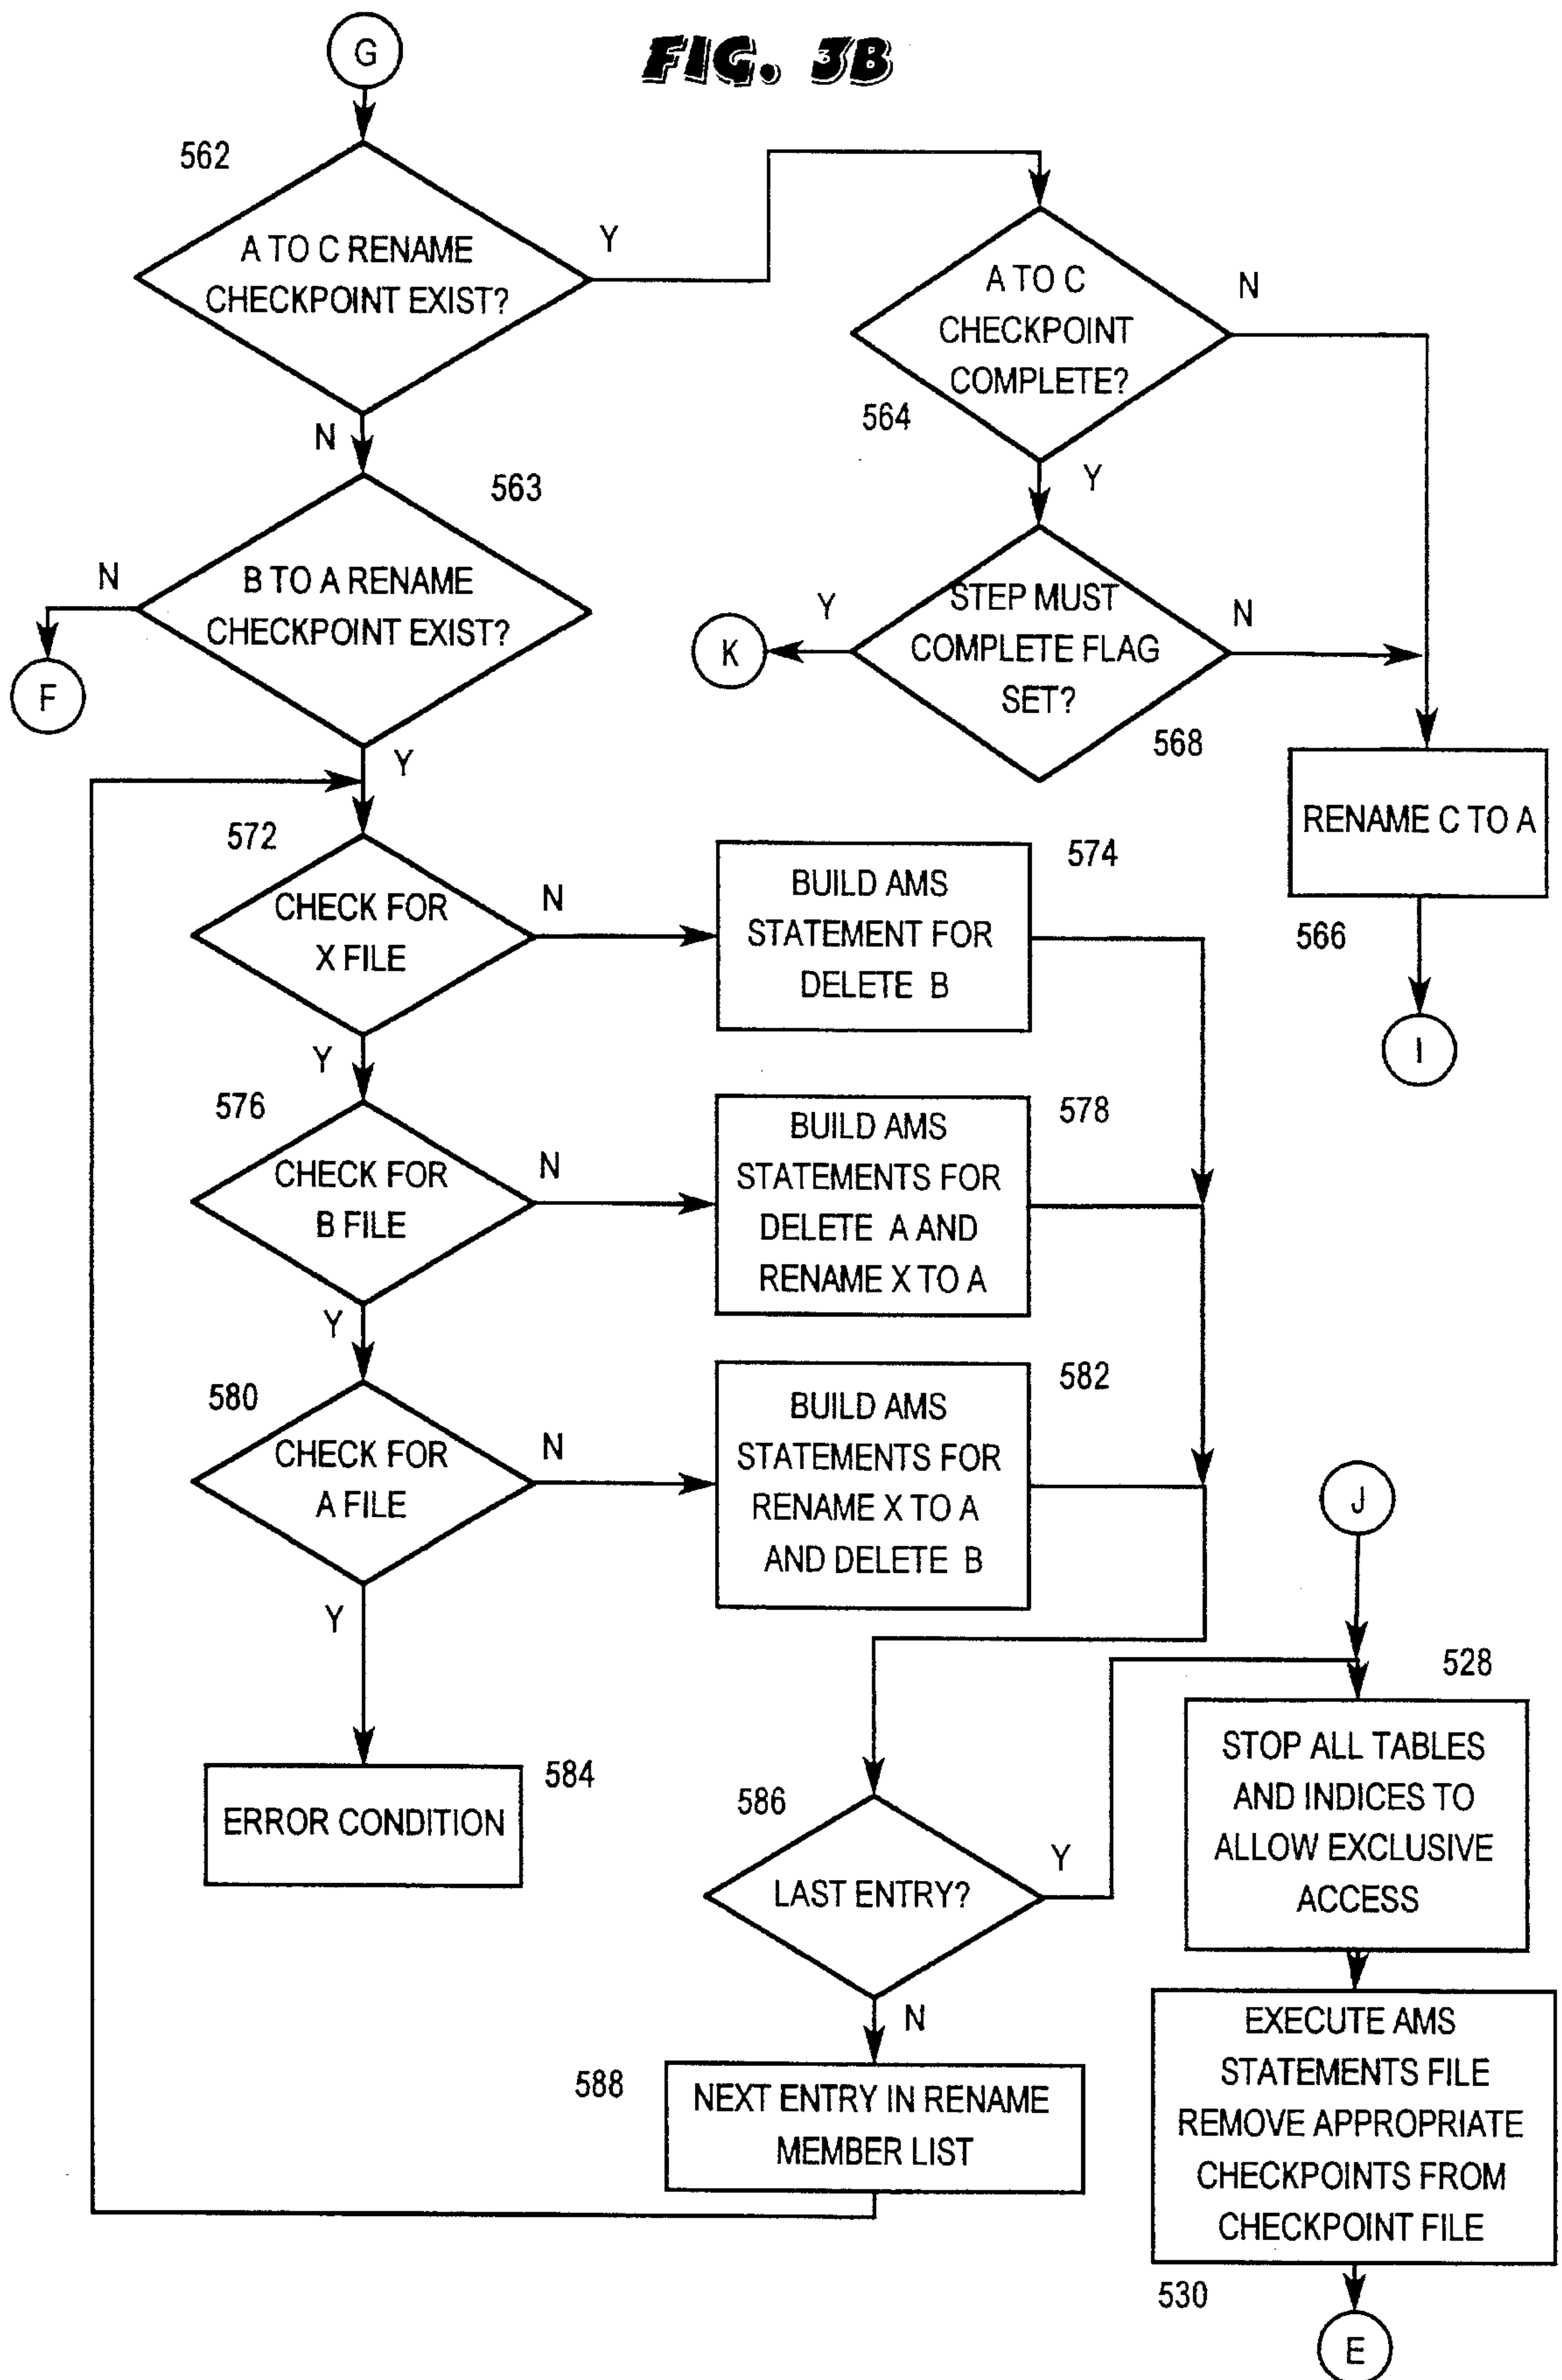 G
FIG. 3B
562
A TO C RENAME
CHECKPOINT EXIST?
Y
N
A TO C
CHECKPOINT
COMPLETE?
N
564
Y
563
B TO A RENAME
CHECKPOINT EXIST?
N
F
Y
STEP MUST
COMPLETE FLAG
SET?
Y
K
N
568
RENAME C TO A
566
I
572
CHECK FOR
X FILE
N
Y
BUILD AMS
STATEMENT FOR
DELETE B
574
576
CHECK FOR
B FILE
N
Y
BUILD AMS
STATEMENTS FOR
DELETE A AND
RENAME X TO A
578
580
CHECK FOR
A FILE
N
Y
BUILD AMS
STATEMENTS FOR
RENAME X TO A
AND DELETE B
582
J
ERROR CONDITION
584
586
LAST ENTRY?
Y
N
528
STOP ALL TABLES
AND INDICES TO
ALLOW EXCLUSIVE
ACCESS
588
NEXT ENTRY IN RENAME
MEMBER LIST
EXECUTE AMS
STATEMENTS FILE
REMOVE APPROPRIATE
CHECKPOINTS FROM
CHECKPOINT FILE
530
E